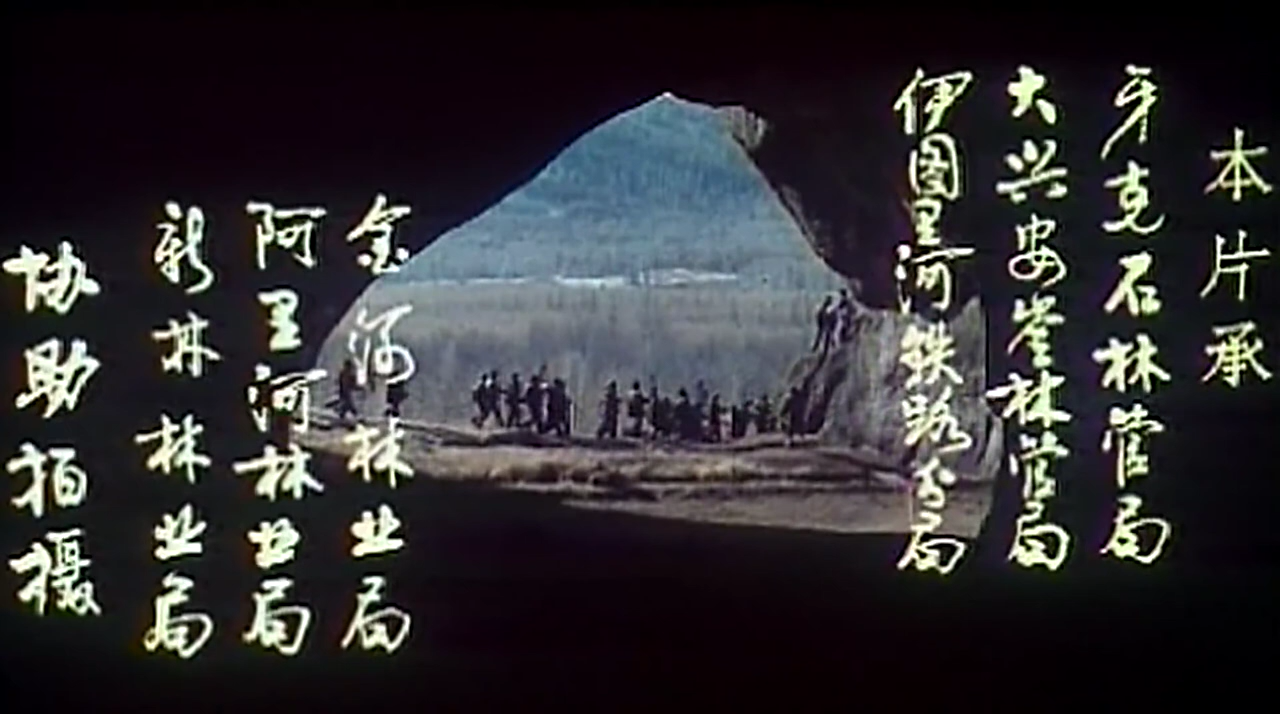 本片承
牙克石林管局
大兴安岭林管局
伊图里河铁路分局
金河林业局
阿里河林业局
新林林业局
协助拍摄